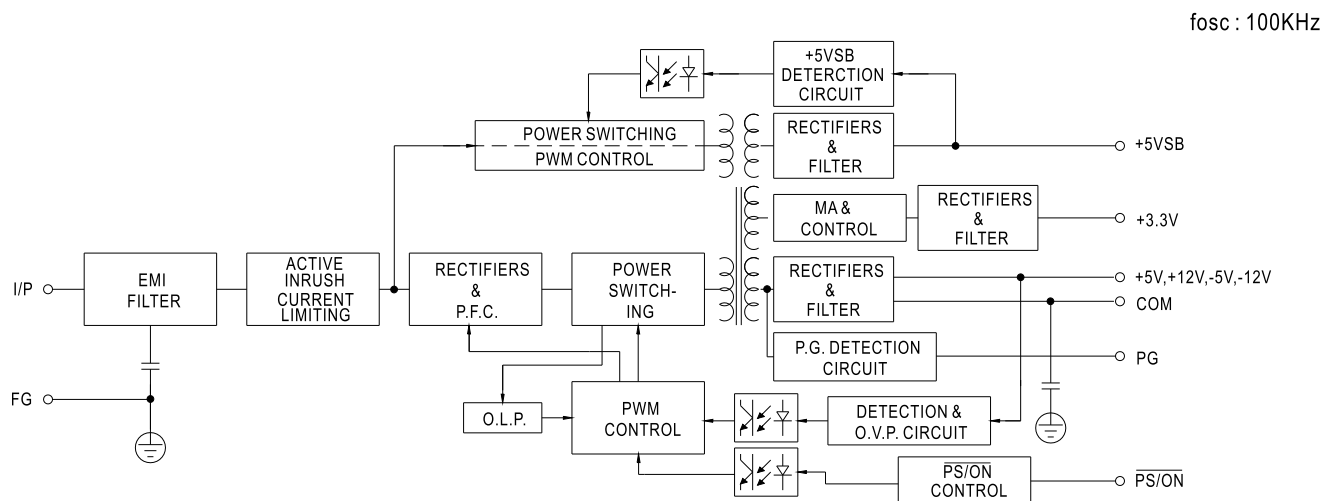 fosc : 100KHz
+5VSB
DETERCTION
CIRCUIT
POWER SWITCHING
PWM CONTROL
RECTIFIERS
&
FILTER
+5VSB
MA &
CONTROL
RECTIFIERS
&
FILTER
+3.3V
I/P
EMI
FILTER
ACTIVE
INRUSH
CURRENT
LIMITING
RECTIFIERS
&
P.F.C.
POWER
SWITCH-
ING
RECTIFIERS
&
FILTER
+5V,+12V,-5V,-12V
COM
P.G. DETECTION
CIRCUIT
PG
FG
O.L.P.
PWM
CONTROL
DETECTION &
O.V.P. CIRCUIT
PS/ON
CONTROL
PS/ON